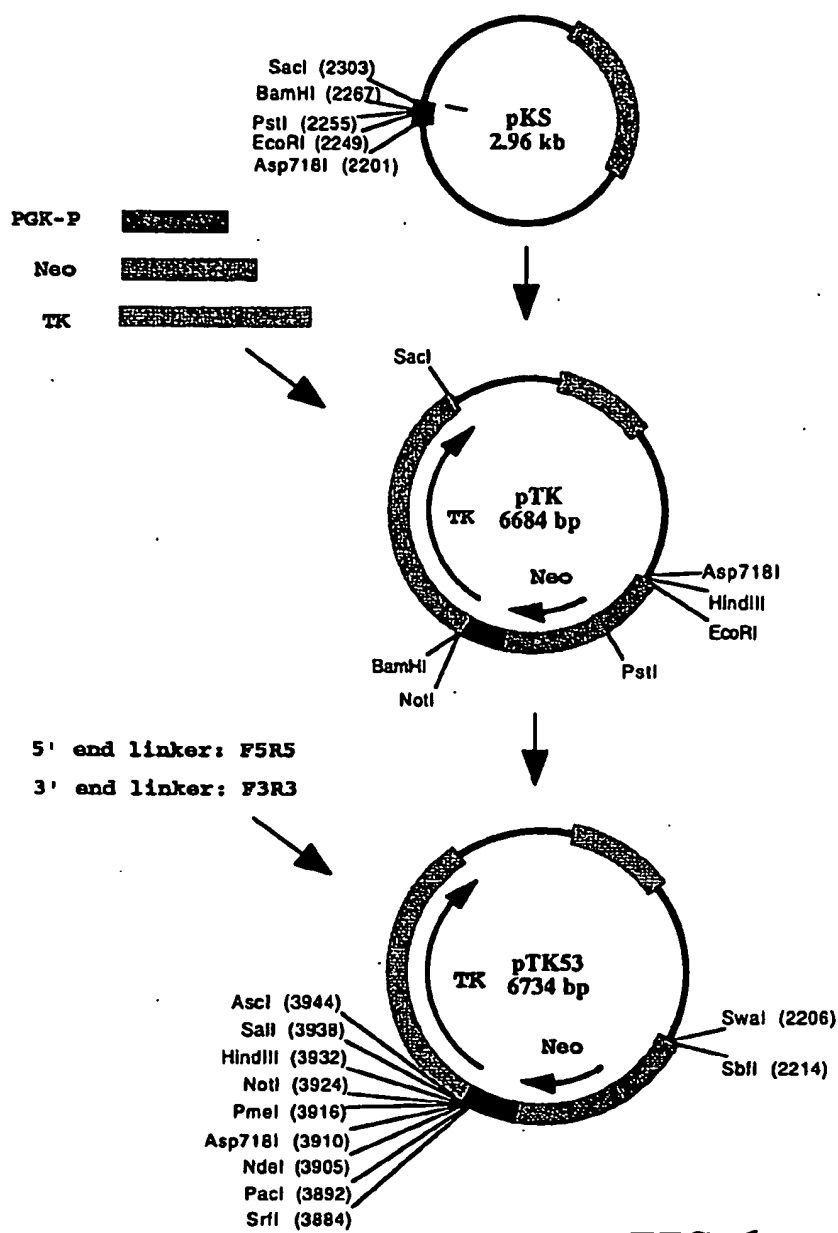 SacI (2303)
BamHI (2267)
PstI (2255)
EcoRI (2249)
Asp718I (2201)
pKS
2.96 kb
PGK-P
Neo
TK
SacI
pTK
6684 bp
TK
Neo
Asp718I
HindIII
EcoRI
BamHI
NotI
PstI
5' end linker: F5R5
3' end linker: F3R3
pTK53
6734 bp
TK
Neo
AscI (3944)
SalI (3938)
HindIII (3932)
NotI (3924)
PmeI (3916)
Asp718I (3910)
NdeI (3905)
PacI (3892)
SrfI (3884)
SwaI (2206)
SbfI (2214)